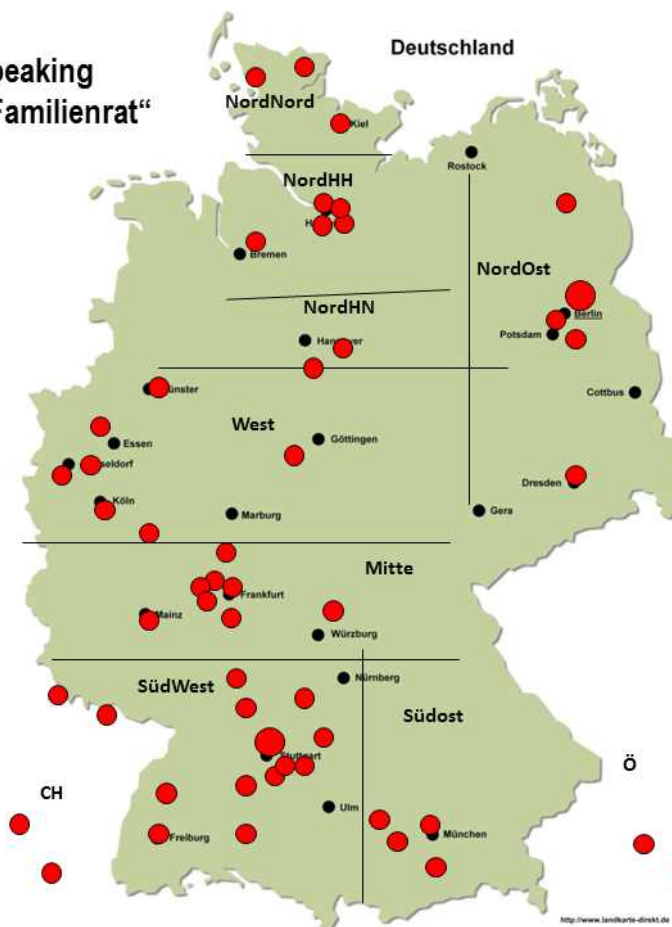 Deutschland
peaking
Familienrat“
NordNord
Kiel
Rostock
NordHH
Bremen
NordOst
NordHN
Berlin
Potsdam
Cottbus
West
Göttingen
Essen
Dresden
Köln
Marburg
Gera
Mitte
Frankfurt
Mainz
Würzburg
SüdWest
Nürnberg
Südost
Stuttgart
Ö
CH
Ulm
Freiburg
München
http://www.landkarte-direkt.de